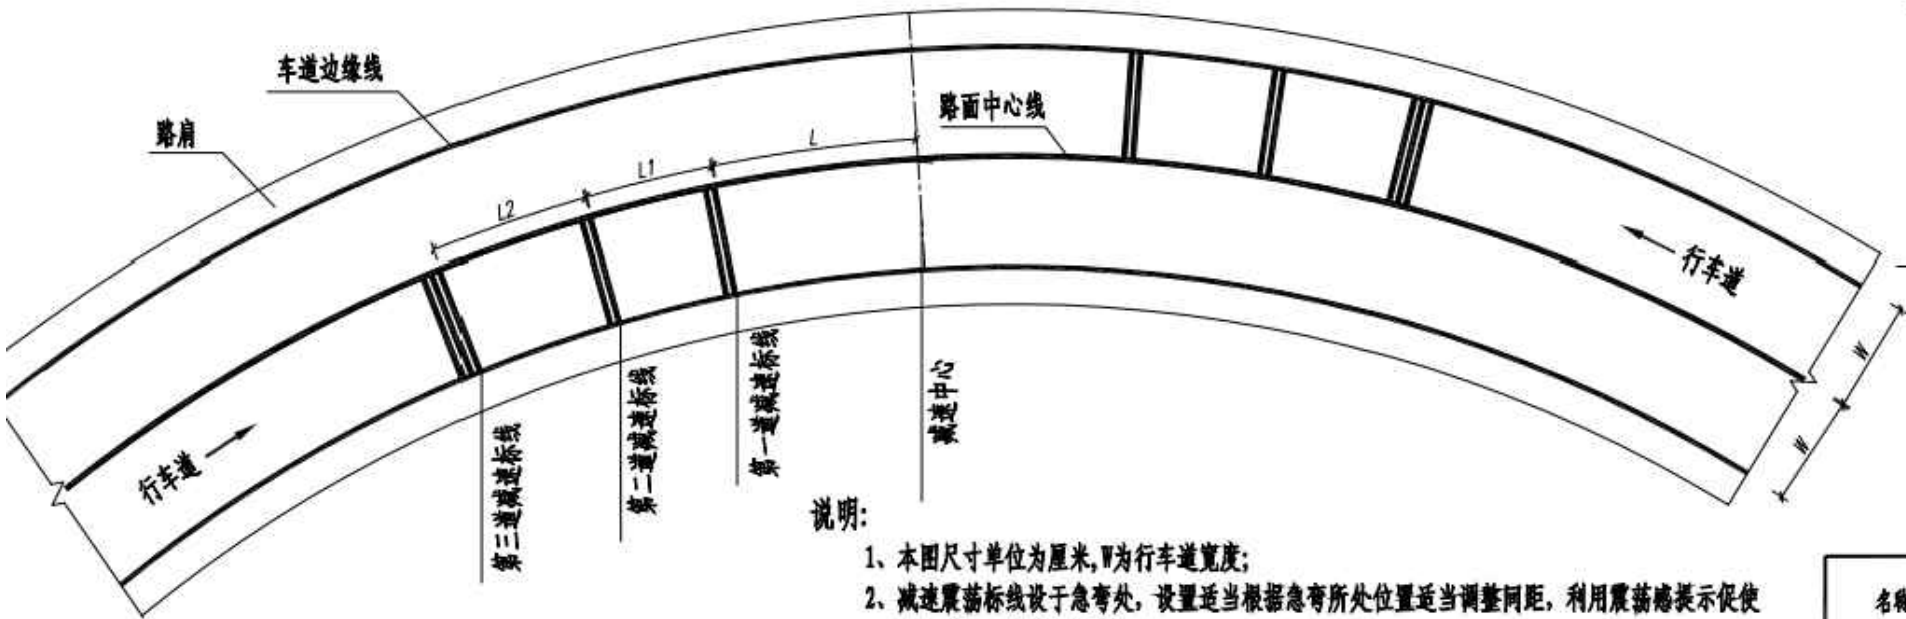 车道边缘线
路肩
路面中心线
L
L1
L2
行车道
行车道
W
W
第三道减速标线
第二道减速标线
第一道减速标线
减速中心
说明:
1、本图尺寸单位为厘米,W为行车道宽度;
2、减速震荡标线设于急弯处，设置适当根据急弯所处位置适当调整间距，利用震荡感提示促使
名称